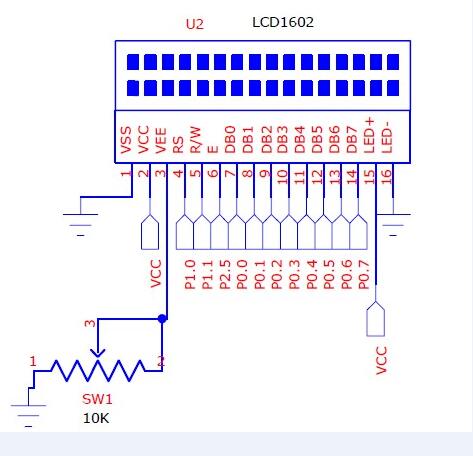 U2
LCD1602
VSS VCC VEE RS R/W E DB0 DB1 DB2 DB3 DB4 DB5 DB6 DB7 LED+ LED-
1 2 3 4 5 6 7 8 9 10 11 12 13 14 15 16
VCC P1.0 P1.1 P2.5 P0.0 P0.1 P0.2 P0.3 P0.4 P0.5 P0.6 P0.7
VCC
3
1 2
SW1
10K